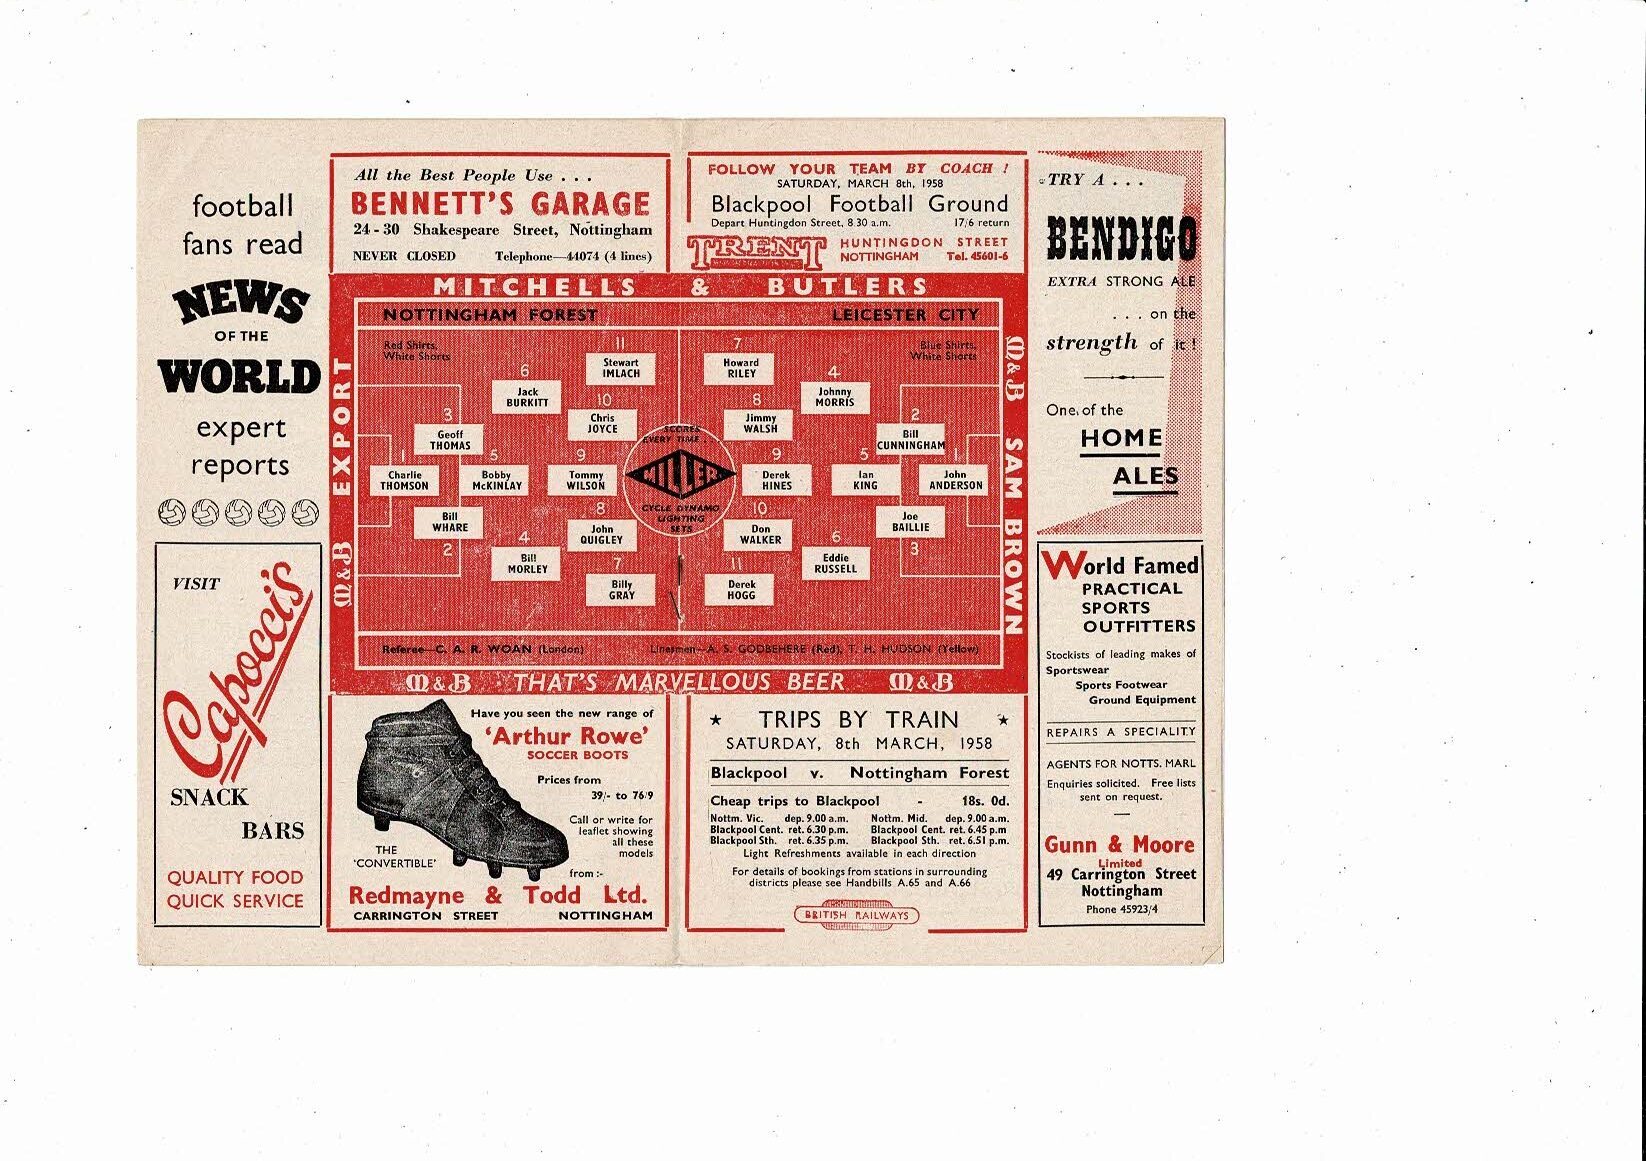 football
fans read
NEWS
OF THE
WORLD
expert
reports
VISIT
Capocci's
SNACK
BARS
QUALITY FOOD
QUICK SERVICE
All the Best People Use . . .
BENNETT'S GARAGE
24 - 30 Shakespeare Street, Nottingham
NEVER CLOSED Telephone—44074 (4 lines)
FOLLOW YOUR TEAM BY COACH !
SATURDAY, MARCH 8th, 1958
Blackpool Football Ground
Depart Huntingdon Street, 8.30 a.m. 17/6 return
TRENT
HUNTINGDON STREET
NOTTINGHAM Tel. 45601-6
MITCHELLS & BUTLERS
M&B EXPORT
NOTTINGHAM FOREST LEICESTER CITY
Red Shirts,
White Shorts
Blue Shirts,
White Shorts
11
Stewart
IMLACH
7
Howard
RILEY
6
Jack
BURKITT
4
Johnny
MORRIS
10
Chris
JOYCE
8
Jimmy
WALSH
3
Geoff
THOMAS
2
Bill
CUNNINGHAM
1
Charlie
THOMSON
5
Bobby
McKINLAY
9
Tommy
WILSON
SCORES
EVERY TIME . .
MILLER
CYCLE DYNAMO
LIGHTING
SETS
9
Derek
HINES
5
Ian
KING
1
John
ANDERSON
Bill
WHARE
2
8
John
QUIGLEY
10
Don
WALKER
Joe
BAILLIE
3
4
Bill
MORLEY
6
Eddie
RUSSELL
7
Billy
GRAY
11
Derek
HOGG
Referee—C. A. R. WOAN (London) Linesmen—A. S. GODBEHERE (Red), T. H. HUDSON (Yellow)
M&B SAM BROWN
M&B THAT'S MARVELLOUS BEER M&B
Have you seen the new range of
'Arthur Rowe'
SOCCER BOOTS
Prices from
39/- to 76/9
Call or write for
leaflet showing
all these
models
from :-
THE
'CONVERTIBLE'
Redmayne & Todd Ltd.
CARRINGTON STREET NOTTINGHAM
★ TRIPS BY TRAIN ★
SATURDAY, 8th MARCH, 1958
Blackpool v. Nottingham Forest
Cheap trips to Blackpool - 18s. 0d.
Nottm. Vic. dep. 9.00 a.m. Nottm. Mid. dep. 9.00 a.m.
Blackpool Cent. ret. 6.30 p.m. Blackpool Cent. ret. 6.45 p.m
Blackpool Sth. ret. 6.35 p.m. Blackpool Sth. ret. 6.51 p.m.
Light Refreshments available in each direction
For details of bookings from stations in surrounding
districts please see Handbills A.65 and A.66
BRITISH RAILWAYS
TRY A . . .
BENDIGO
EXTRA STRONG ALE
. . . on the
strength of it !
One of the
HOME
ALES
World Famed
PRACTICAL
SPORTS
OUTFITTERS
Stockists of leading makes of
Sportswear
Sports Footwear
Ground Equipment
REPAIRS A SPECIALITY
AGENTS FOR NOTTS. MARL
Enquiries solicited. Free lists
sent on request.
Gunn & Moore
Limited
49 Carrington Street
Nottingham
Phone 45923/4